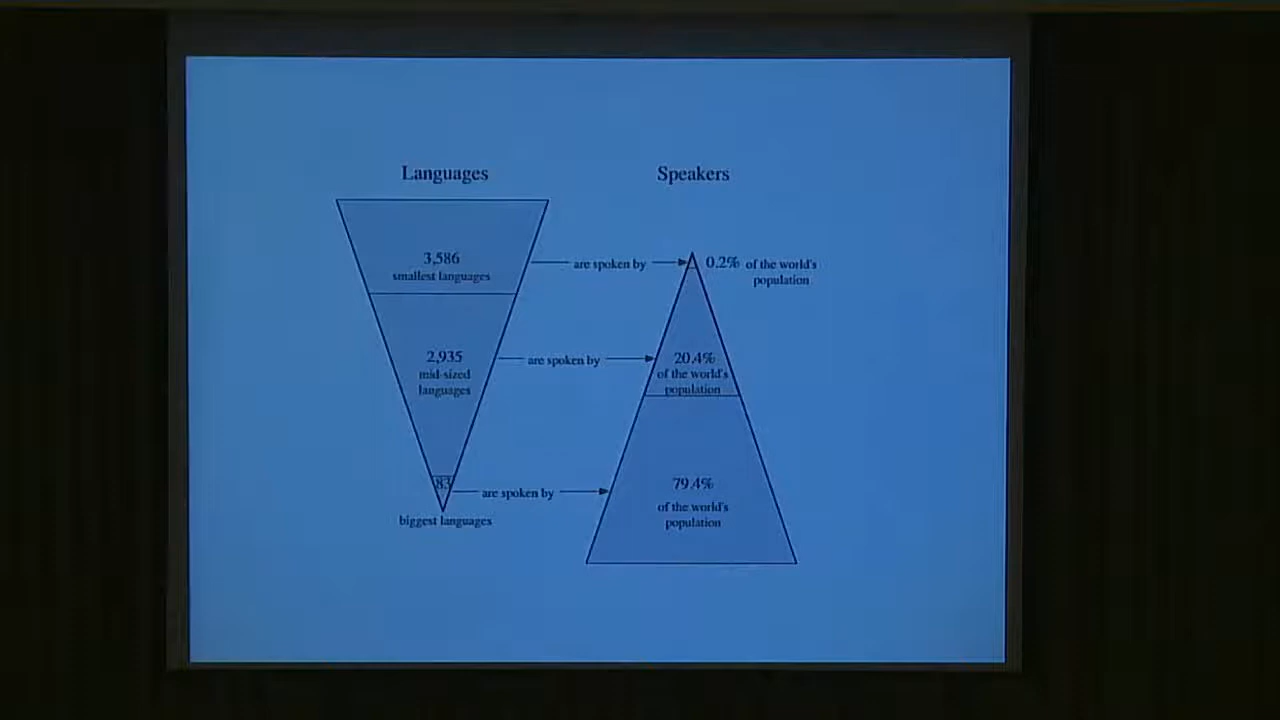 Languages
Speakers
3,586
smallest languages
are spoken by
0.2% of the world's
population
2,935
mid-sized
languages
are spoken by
20.4%
of the world's
population
83
biggest languages
are spoken by
79.4%
of the world's
population